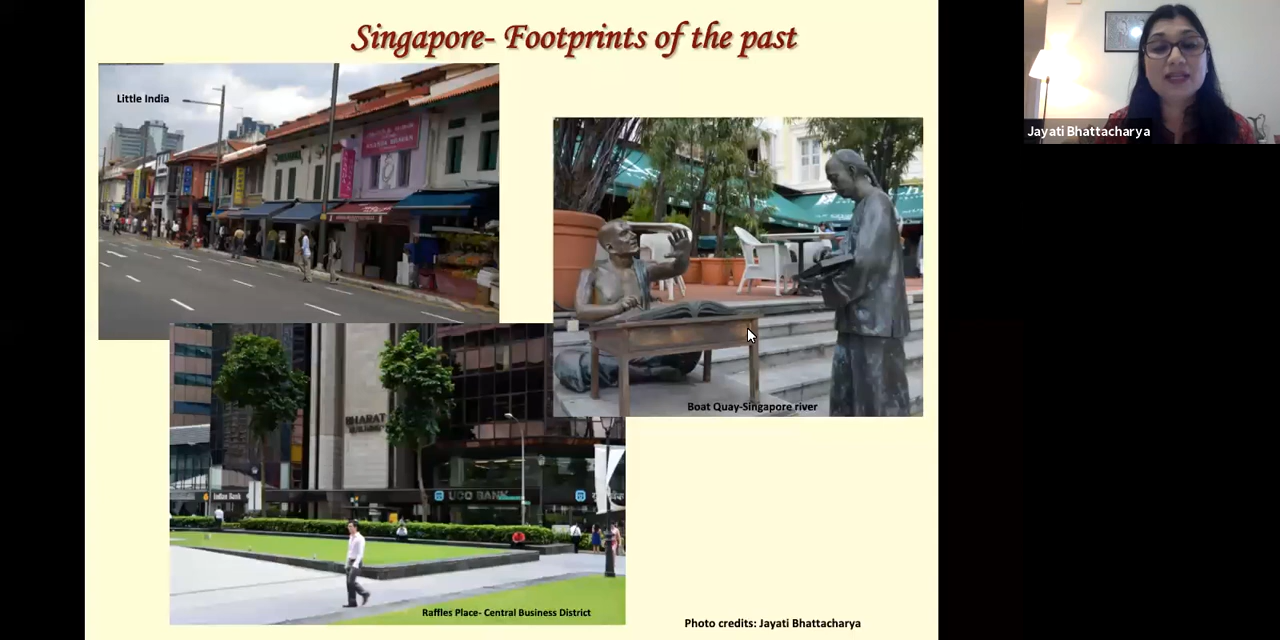 Singapore- Footprints of the past
Little India
Jayati Bhattacharya
Boat Quay-Singapore river
BHARAT
BUILDING
Indian Bank
UCO BANK
Raffles Place- Central Business District
Photo credits: Jayati Bhattacharya